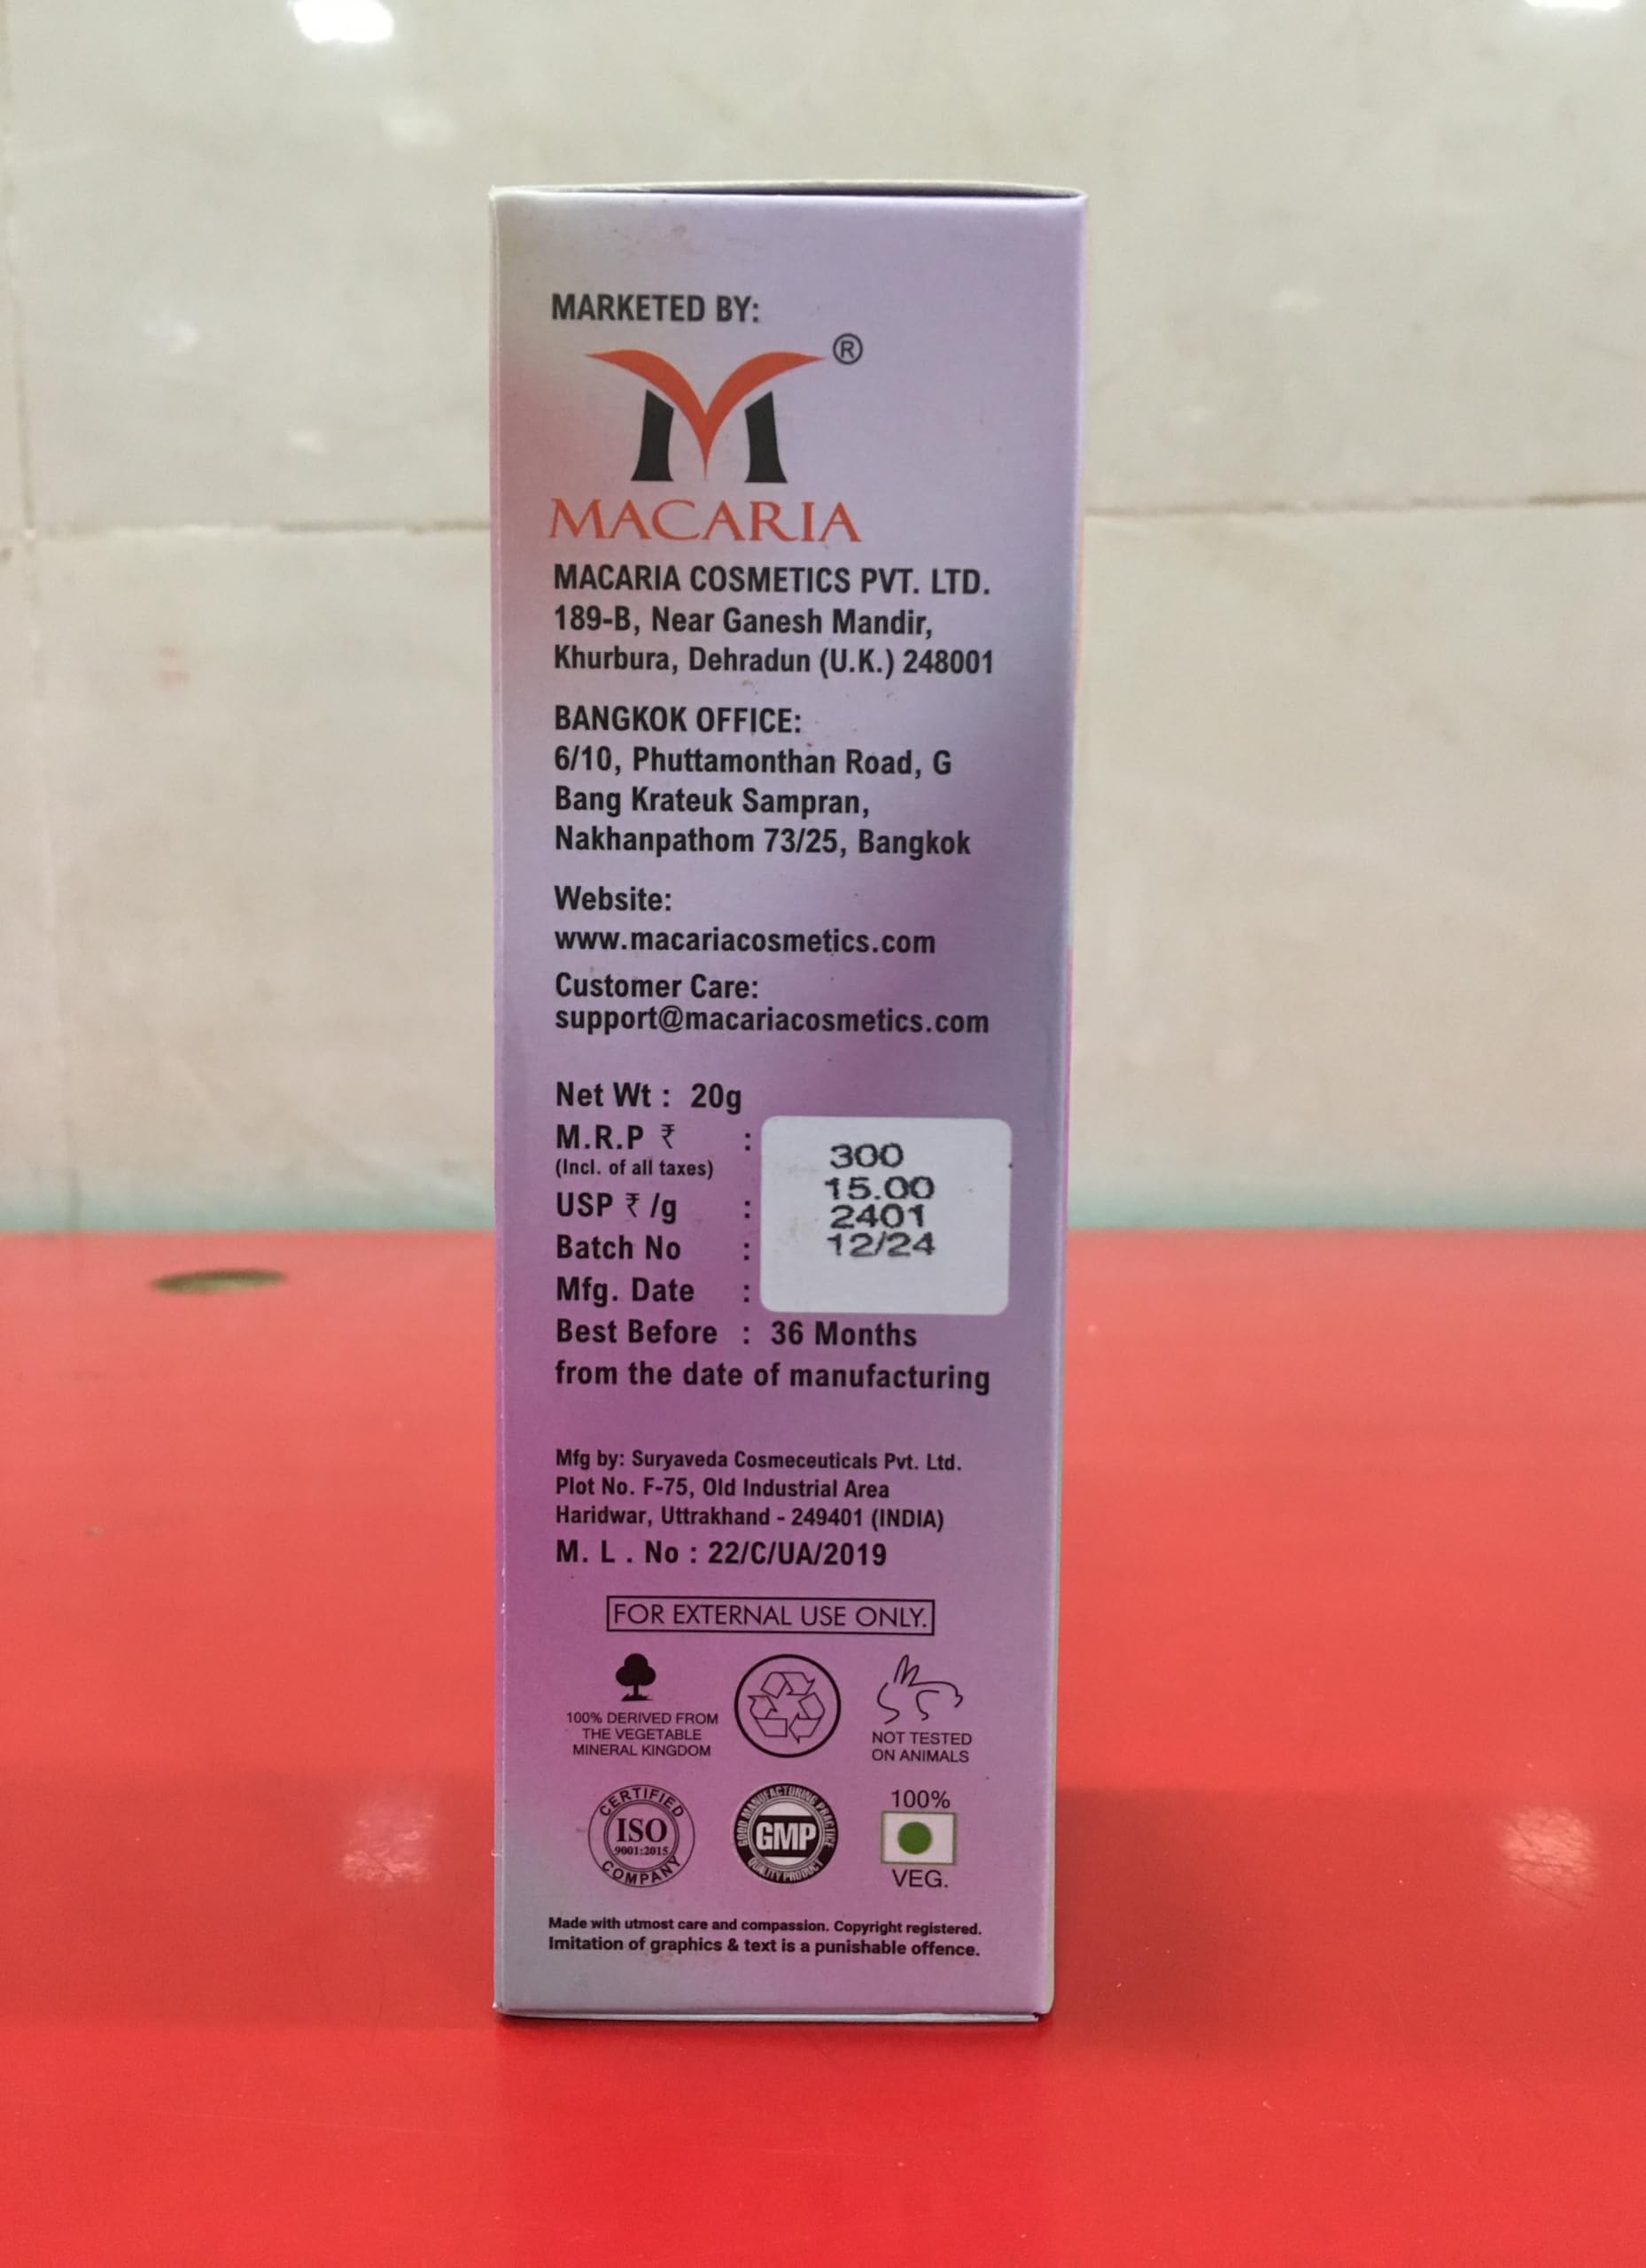 MARKETED BY:
®
MACARIA
MACARIA COSMETICS PVT. LTD.
189-B, Near Ganesh Mandir,
Khurbura, Dehradun (U.K.) 248001
BANGKOK OFFICE:
6/10, Phuttamonthan Road, G
Bang Krateuk Sampran,
Nakhanpathom 73/25, Bangkok
Website:
www.macariacosmetics.com
Customer Care:
support@macariacosmetics.com
Net Wt : 20g
M.R.P ₹ : 300
(Incl. of all taxes)
USP ₹ /g : 15.00
Batch No : 2401
Mfg. Date : 12/24
Best Before : 36 Months
from the date of manufacturing
Mfg by: Suryaveda Cosmeceuticals Pvt. Ltd.
Plot No. F-75, Old Industrial Area
Haridwar, Uttrakhand - 249401 (INDIA)
M. L . No : 22/C/UA/2019
FOR EXTERNAL USE ONLY.
100% DERIVED FROM
THE VEGETABLE
MINERAL KINGDOM
NOT TESTED
ON ANIMALS
CERTIFIED
ISO
9001:2015
COMPANY
GOOD MANUFACTURING PRACTICE
GMP
QUALITY PRODUCT
100%
VEG.
Made with utmost care and compassion. Copyright registered.
Imitation of graphics & text is a punishable offence.